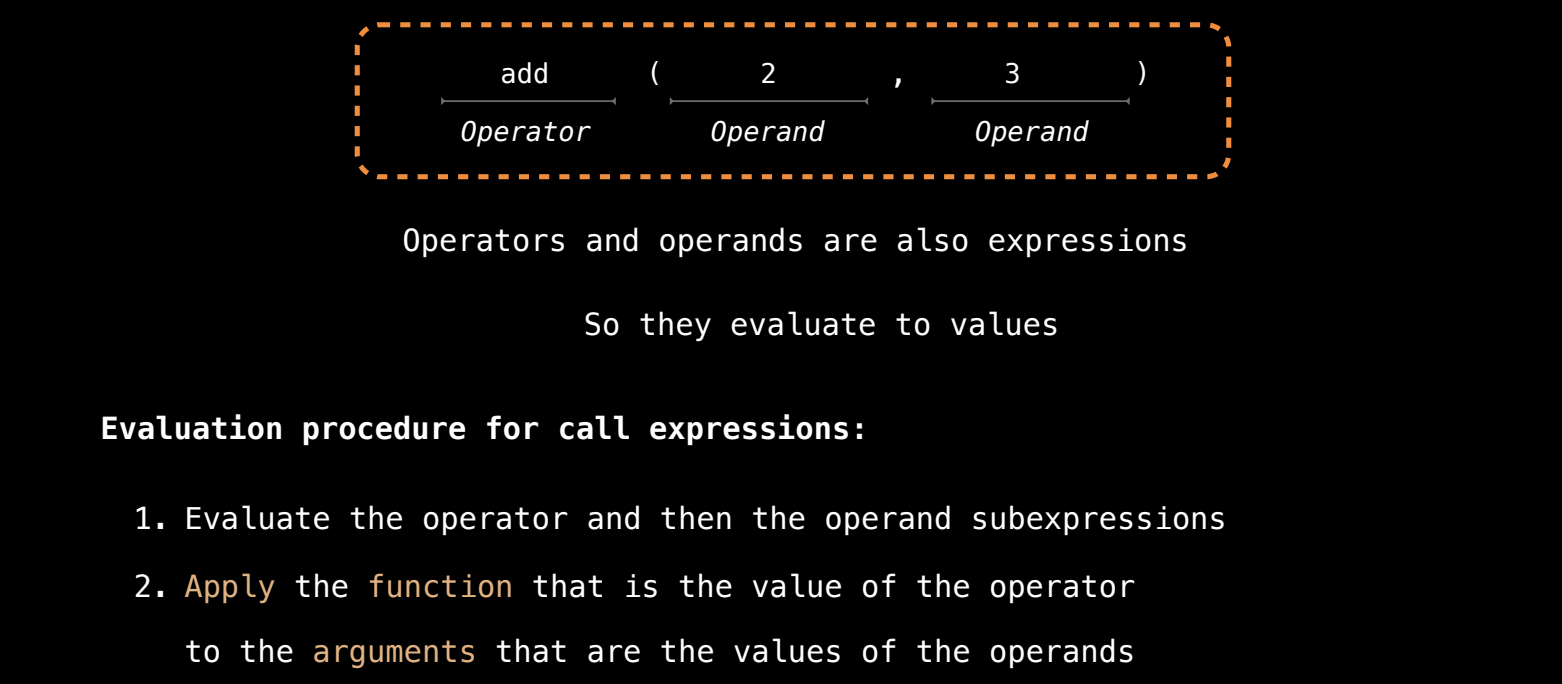 add ( 2 , 3 )
Operator Operand Operand
Operators and operands are also expressions
So they evaluate to values
Evaluation procedure for call expressions:
1. Evaluate the operator and then the operand subexpressions
2. Apply the function that is the value of the operator
to the arguments that are the values of the operands